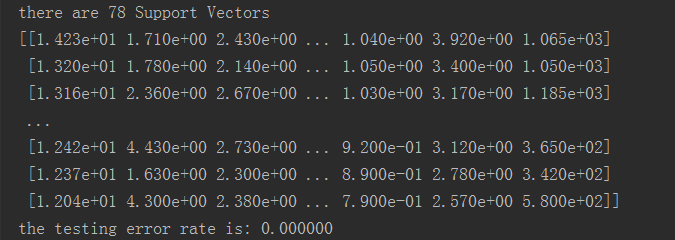 there are 78 Support Vectors
[[1.423e+01 1.710e+00 2.430e+00 ... 1.040e+00 3.920e+00 1.065e+03]
[1.320e+01 1.780e+00 2.140e+00 ... 1.050e+00 3.400e+00 1.050e+03]
[1.316e+01 2.360e+00 2.670e+00 ... 1.030e+00 3.170e+00 1.185e+03]
...
[1.242e+01 4.430e+00 2.730e+00 ... 9.200e-01 3.120e+00 3.650e+02]
[1.237e+01 1.630e+00 2.300e+00 ... 8.900e-01 2.780e+00 3.420e+02]
[1.204e+01 4.300e+00 2.380e+00 ... 7.900e-01 2.570e+00 5.800e+02]]
the testing error rate is: 0.000000